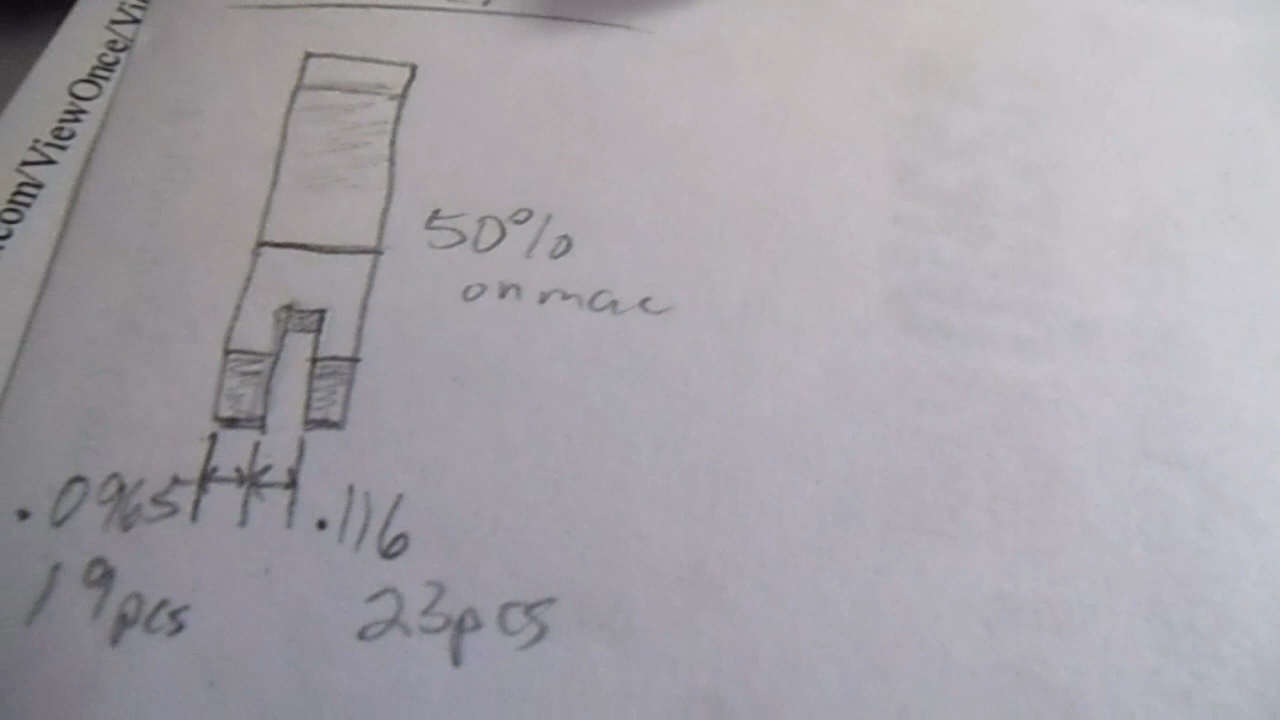 .com/ViewOnce/Vi
50%
on mac
.0965
.116
19pcs
23pcs